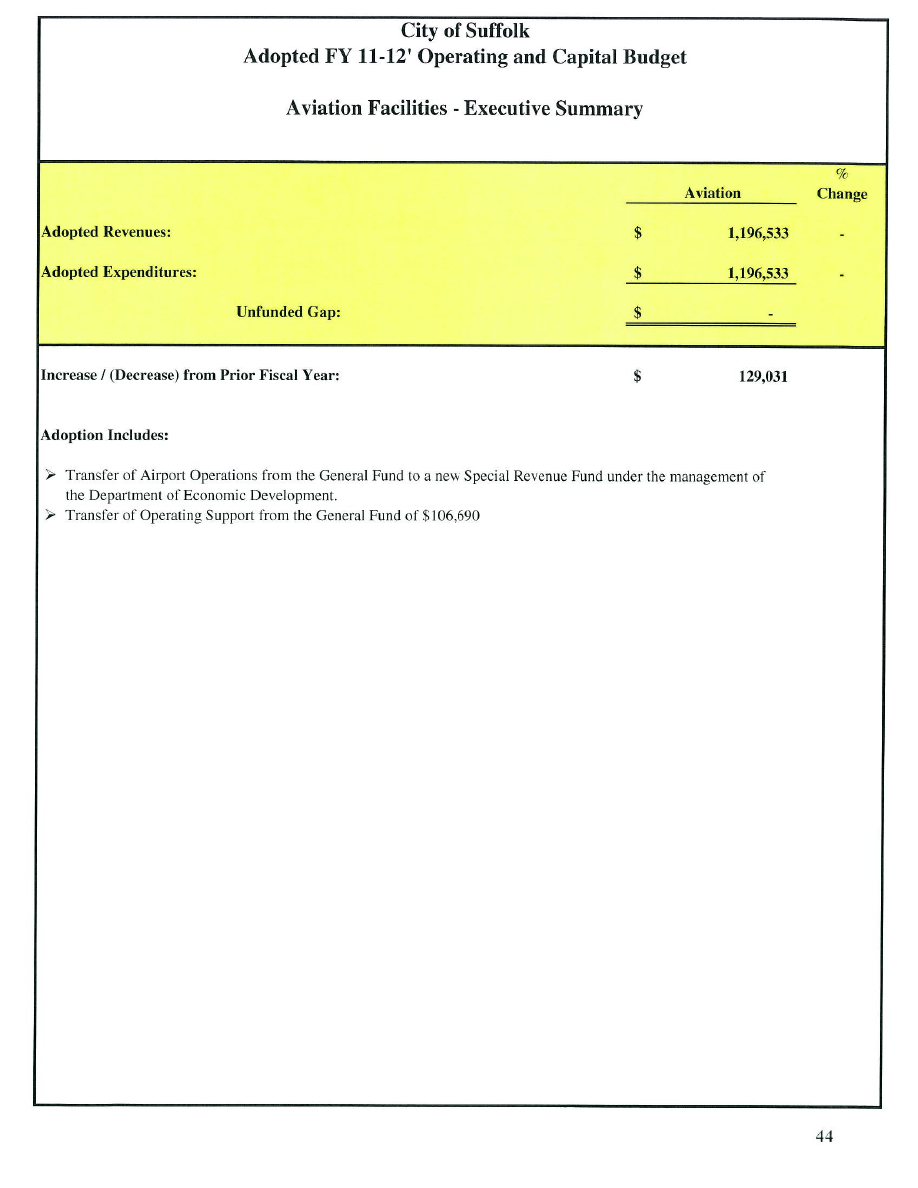 City of Suffolk
Adopted FY 11-12' Operating and Capital Budget
Aviation Facilities - Executive Summary
%
Aviation Change
Adopted Revenues: $ 1,196,533 -
Adopted Expenditures: $ 1,196,533 -
Unfunded Gap: $ -
Increase / (Decrease) from Prior Fiscal Year: $ 129,031
Adoption Includes:
➢ Transfer of Airport Operations from the General Fund to a new Special Revenue Fund under the management of
the Department of Economic Development.
➢ Transfer of Operating Support from the General Fund of $106,690
44